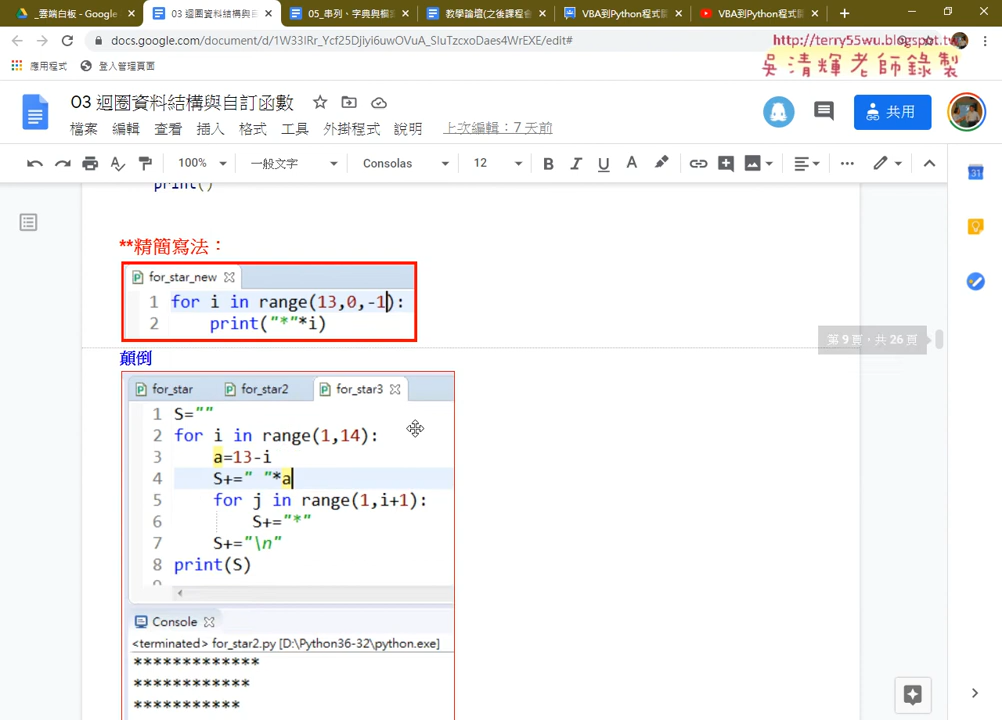 _雲端白板 - Google
03 迴圈資料結構與自
05_串列、字典與樞
教學論壇(之後課程會
VBA到Python程式開
VBA到Python程式開
docs.google.com/document/d/1W33lRr_Ycf25Djiyi6uwOVuA_SluTzcxoDaes4WrEXE/edit#
http://terry55wu.blogspot.tw
應用程式
登入管理頁面
吳清輝老師錄製
03 迴圈資料結構與自訂函數
檔案 編輯 查看 插入 格式 工具 外掛程式 說明 上次編輯：7 天前
共用
100% 一般文字 Consolas 12 B I U A
31
print()
**精簡寫法：
for_star_new
1 for i in range(13,0,-1):
2 print("*"*i)
第 9 頁，共 26 頁
顛倒
for_star for_star2 for_star3
1 S=""
2 for i in range(1,14):
3 a=13-i
4 S+=" "*a
5 for j in range(1,i+1):
6 S+="*"
7 S+="\n"
8 print(S)
Console
<terminated> for_star2.py [D:\Python36-32\python.exe]
*************
************
***********